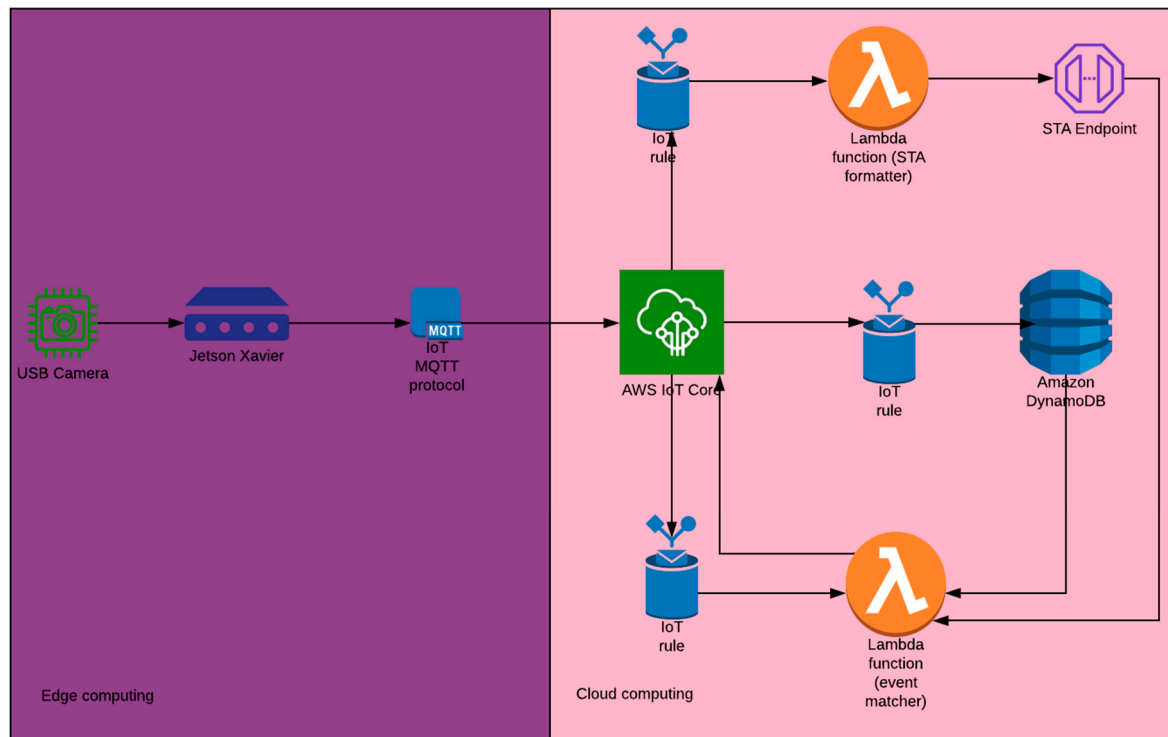 IoT
rule
Lambda
function (STA
formatter)
STA Endpoint
USB Camera
Jetson Xavier
MQTT
IoT
MQTT
protocol
AWS IoT Core
IoT
rule
Amazon
DynamoDB
IoT
rule
Lambda
function
(event
matcher)
Edge computing
Cloud computing